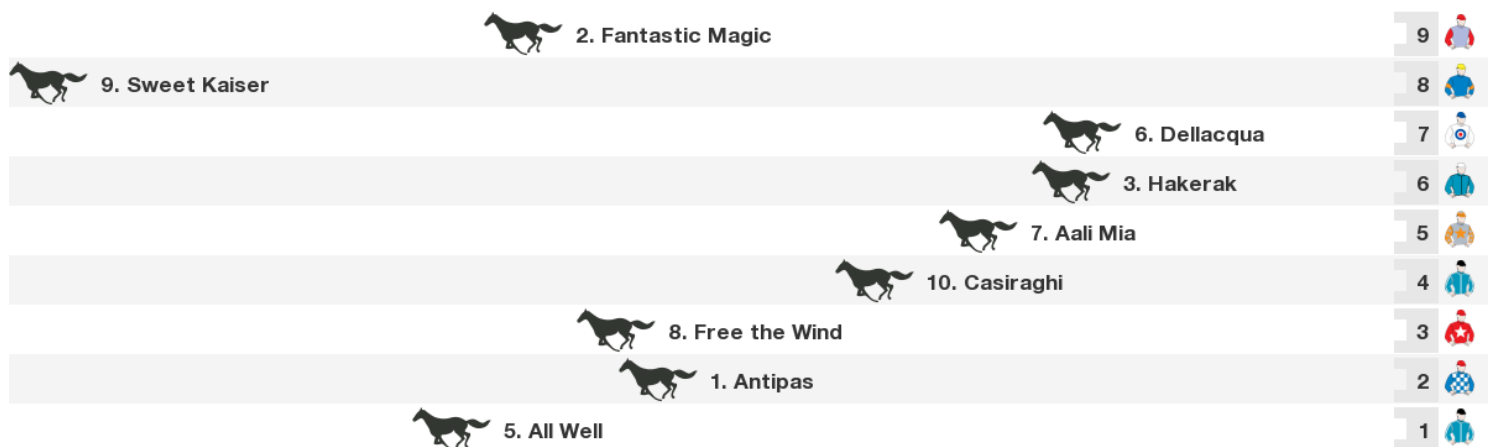 2. Fantastic Magic 9
9. Sweet Kaiser 8
6. Dellacqua 7
3. Hakerak 6
7. Aali Mia 5
10. Casiraghi 4
8. Free the Wind 3
1. Antipas 2
5. All Well 1